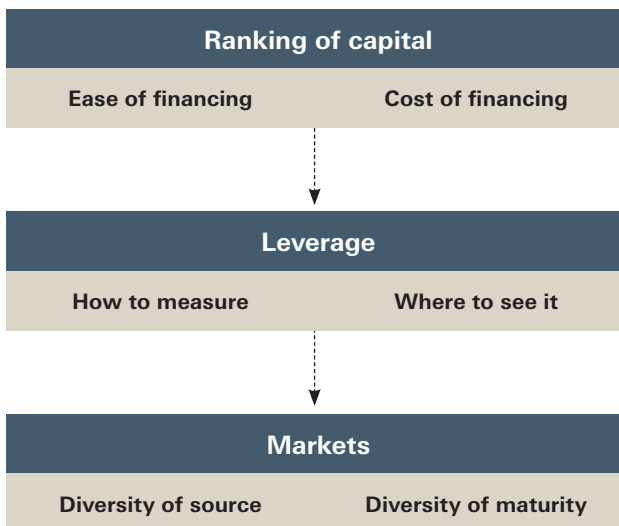 Ranking of capital
Ease of financing Cost of financing
Leverage
How to measure Where to see it
Markets
Diversity of source Diversity of maturity